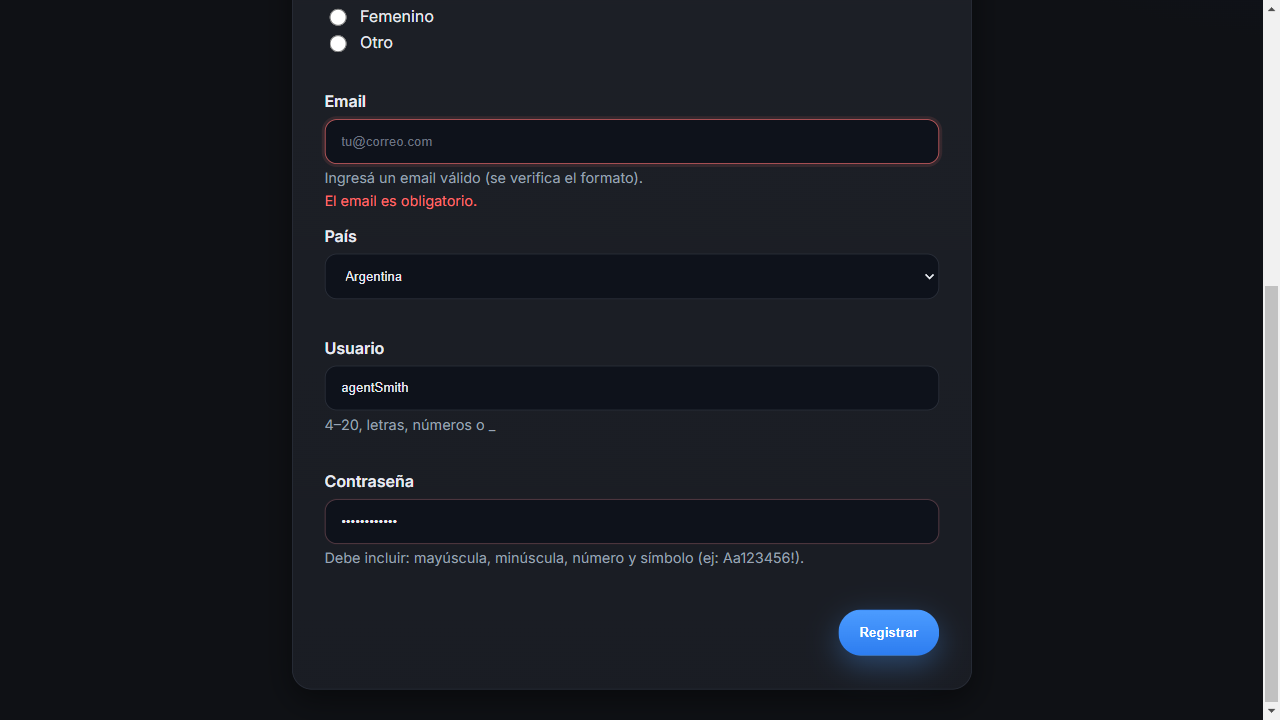 Femenino
Otro
Email
tu@correo.com
Ingresá un email válido (se verifica el formato).
El email es obligatorio.
País
Argentina
Usuario
agentSmith
4–20, letras, números o _
Contraseña
••••••••••••
Debe incluir: mayúscula, minúscula, número y símbolo (ej: Aa123456!).
Registrar